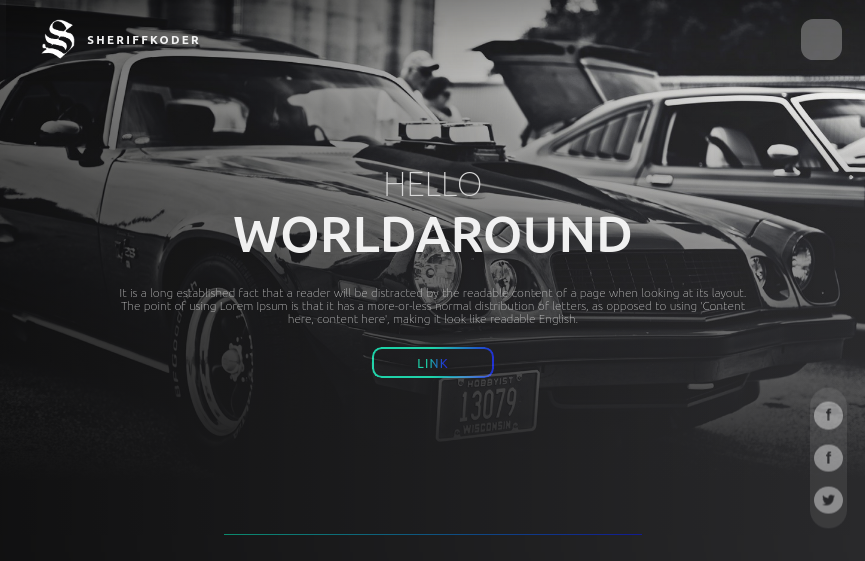 SHERIFFKODER
HELLO
WORLDAROUND
It is a long established fact that a reader will be distracted by the readable content of a page when looking at its layout.
The point of using Lorem Ipsum is that it has a more-or-less normal distribution of letters, as opposed to using 'Content
here, content here', making it look like readable English.
LINK
HOBBYIST
13079
WISCONSIN